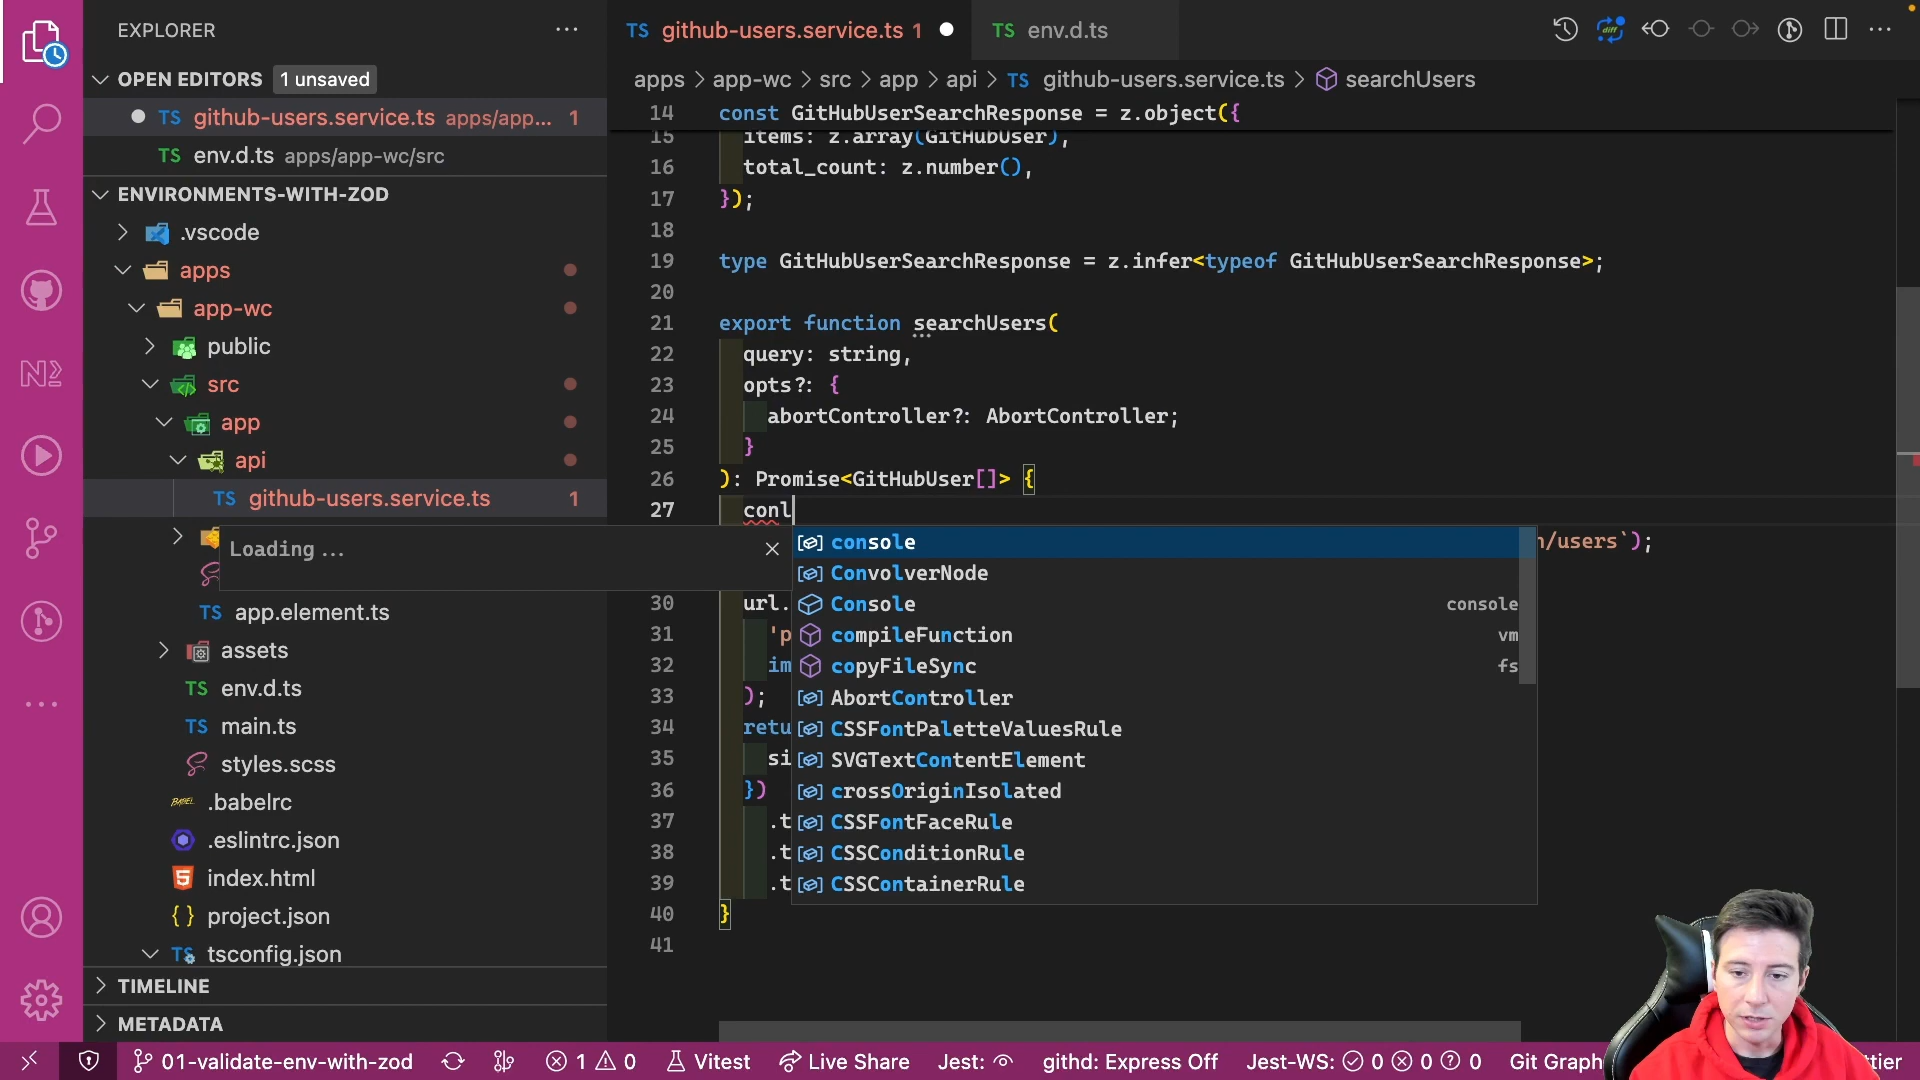 EXPLORER
OPEN EDITORS 1 unsaved
TS github-users.service.ts apps/app... 1
TS env.d.ts apps/app-wc/src
ENVIRONMENTS-WITH-ZOD
.vscode
apps
app-wc
public
src
app
api
TS github-users.service.ts 1
Loading ...
TS app.element.ts
assets
TS env.d.ts
TS main.ts
styles.scss
BABEL .babelrc
.eslintrc.json
index.html
{ } project.json
TS tsconfig.json
TIMELINE
METADATA
TS github-users.service.ts 1
TS env.d.ts
apps > app-wc > src > app > api > TS github-users.service.ts > searchUsers
14 const GitHubUserSearchResponse = z.object({
15 items: z.array(GitHubUser),
16 total_count: z.number(),
17 });
18
19 type GitHubUserSearchResponse = z.infer<typeof GitHubUserSearchResponse>;
20
21 export function searchUsers(
22 query: string,
23 opts?: {
24 abortController?: AbortController;
25 }
26 ): Promise<GitHubUser[]> {
27 conl
n/users`);
30 url.
31 'p
32 im
33 );
34 retu
35 si
36 })
37 .t
38 .t
39 .t
40 }
41
console
ConvolverNode
Console console
compileFunction vm
copyFileSync fs
AbortController
CSSFontPaletteValuesRule
SVGTextContentElement
crossOriginIsolated
CSSFontFaceRule
CSSConditionRule
CSSContainerRule
01-validate-env-with-zod 1 0 Vitest Live Share Jest: githd: Express Off Jest-WS: 0 0 0 Git Graph tier